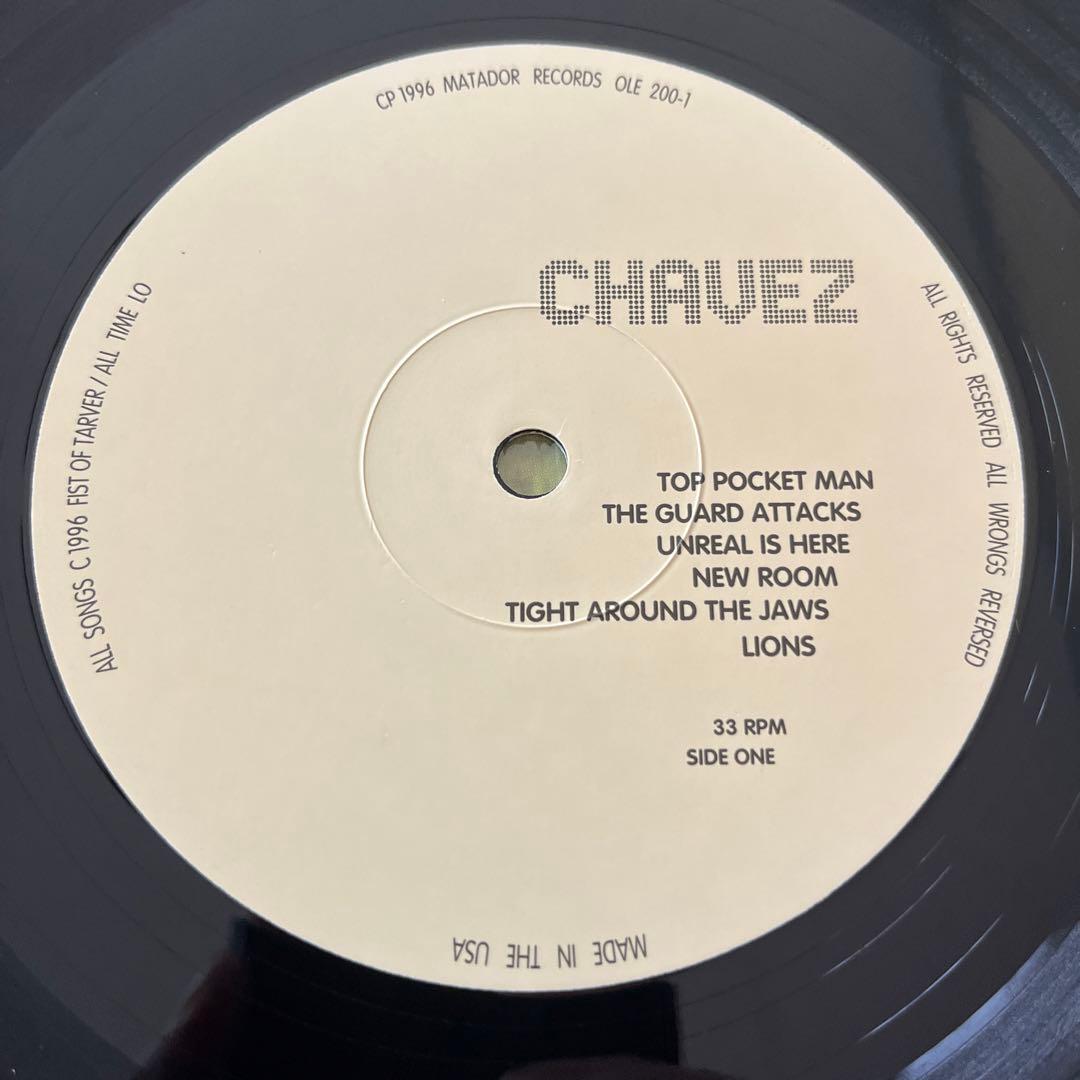 CP 1996 MATADOR RECORDS OLE 200-1
CHAVEZ
ALL SONGS C 1996 FIST OF TARVER / ALL TIME LO
ALL RIGHTS RESERVED ALL WRONGS REVERSED
TOP POCKET MAN
THE GUARD ATTACKS
UNREAL IS HERE
NEW ROOM
TIGHT AROUND THE JAWS
LIONS
33 RPM
SIDE ONE
MADE IN THE USA